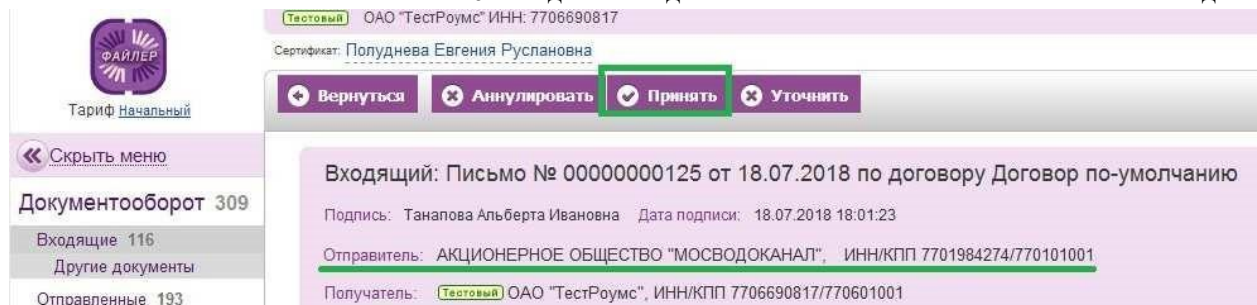 Тестовый ОАО "ТестРоумс" ИНН: 7706690817
Сертификат: Полуднева Евгения Руслановна
ФАЙЛЕР
Тариф Начальный
Вернуться Аннулировать Принять Уточнить
Скрыть меню
Документооборот 309
Входящие 116
Другие документы
Отправленные 193
Входящий: Письмо № 00000000125 от 18.07.2018 по договору Договор по-умолчанию
Подпись: Танапова Альберта Ивановна Дата подписи: 18.07.2018 18:01:23
Отправитель: АКЦИОНЕРНОЕ ОБЩЕСТВО "МОСВОДОКАНАЛ", ИНН/КПП 7701984274/770101001
Получатель: Тестовый ОАО "ТестРоумс", ИНН/КПП 7706690817/770601001